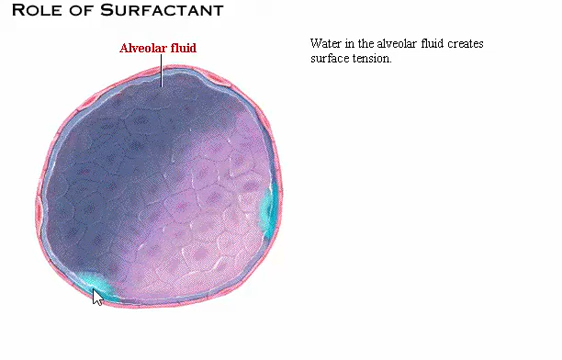 Role of Surfactant
Alveolar fluid
Water in the alveolar fluid creates
surface tension.